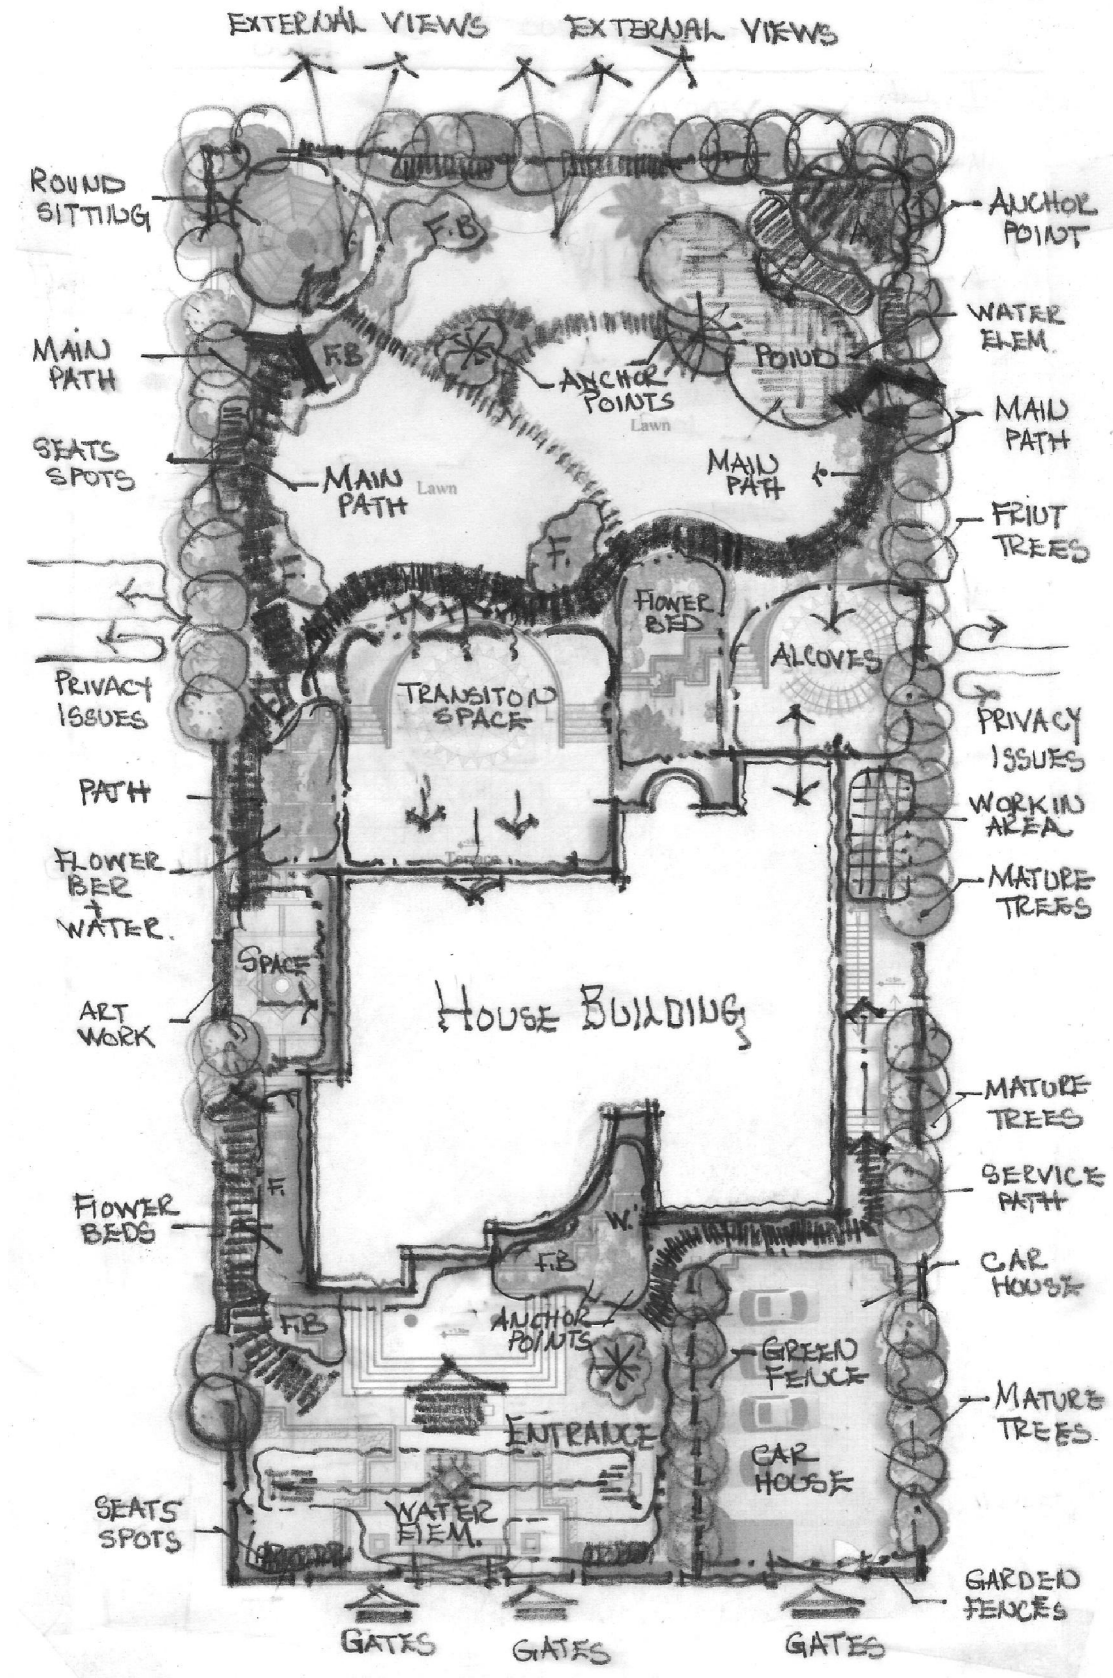 EXTERNAL VIEWS
EXTERNAL VIEWS
ROUND
SITTING
F.B
ANCHOR
POINT
WATER
ELEM.
MAIN
PATH
F.B
POIND
ANCHOR
POINTS
Lawn
MAIN
PATH
SEATS
SPOTS
MAIN
PATH
Lawn
MAIN
PATH
FRIUT
TREES
F.
F.
FLOWER
BED
ALCOVES
PRIVACY
ISSUES
TRANSITON
SPACE
PRIVACY
ISSUES
PATH
WORKIN
AREA
FLOWER
BER
+
WATER.
Terrace
MATURE
TREES
SPACE
HOUSE BUILDING
ART
WORK
MATURE
TREES
SERVICE
PATH
F.
FLOWER
BEDS
W.
F.B
CAR
HOUSE
F.B
ANCHOR
POINTS
GREEN
FENCE
ENTRANCE
MATURE
TREES
CAR
HOUSE
WATER
ELEM.
SEATS
SPOTS
GARDEN
FENCES
GATES
GATES
GATES